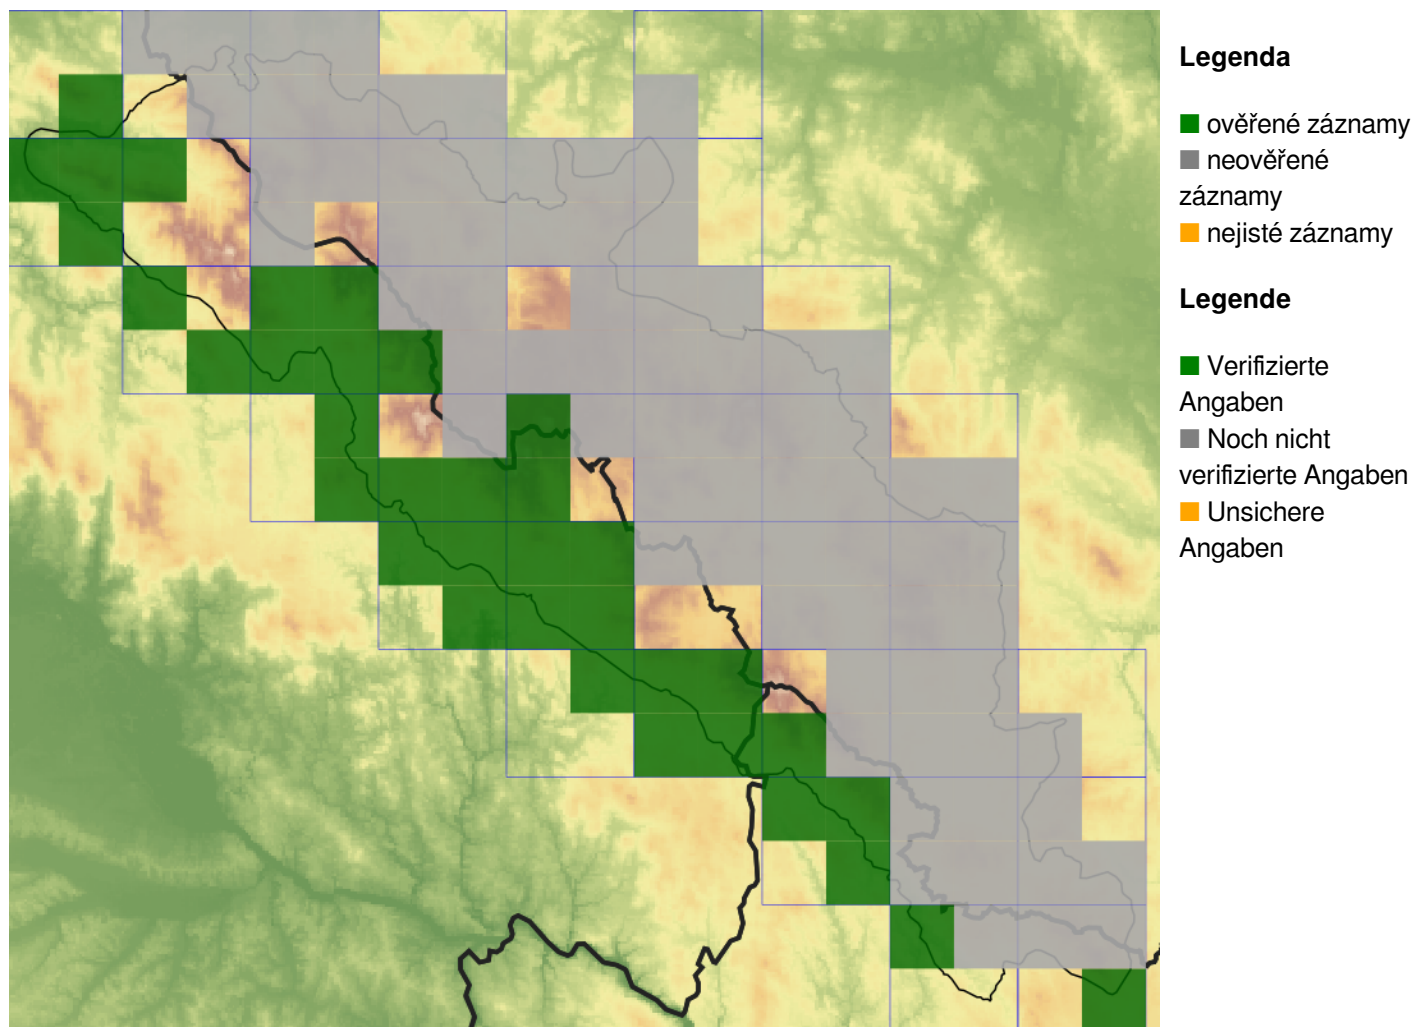 Legenda
ověřené záznamy
neověřené
záznamy
nejisté záznamy
Legende
Verifizierte
Angaben
Noch nicht
verifizierte Angaben
Unsichere
Angaben